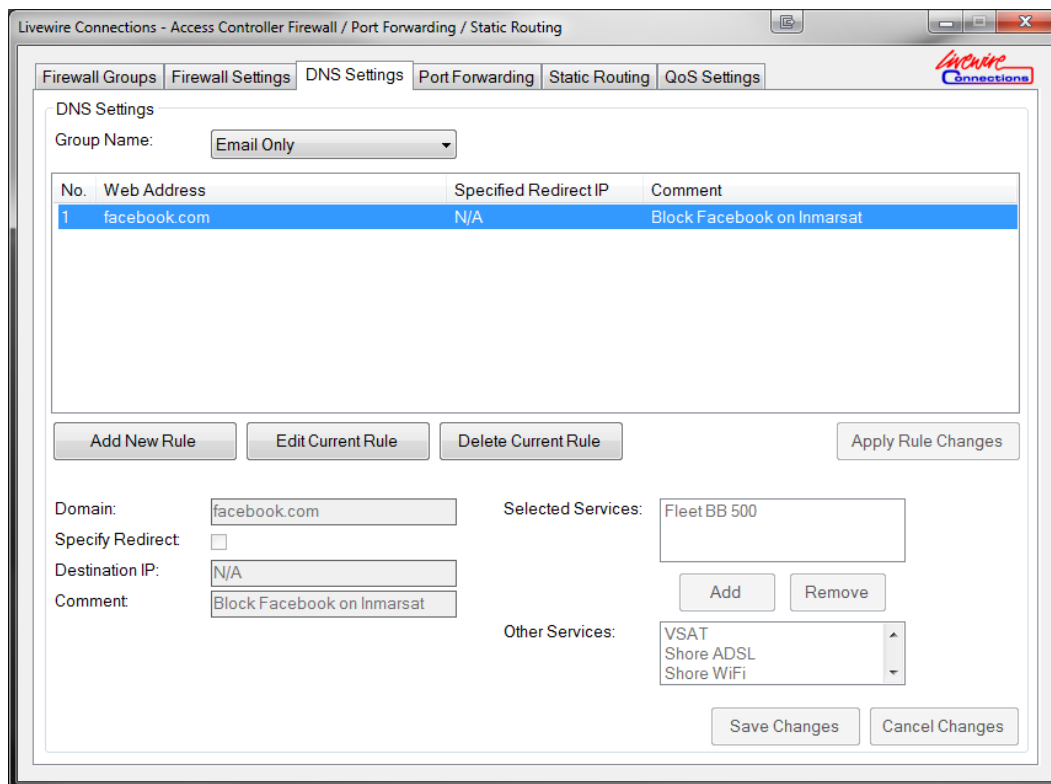 Livewire Connections - Access Controller Firewall / Port Forwarding / Static Routing
Livewire
Connections
Firewall Groups Firewall Settings DNS Settings Port Forwarding Static Routing QoS Settings
DNS Settings
Group Name: Email Only
No. Web Address Specified Redirect IP Comment
1 facebook.com N/A Block Facebook on Inmarsat
Add New Rule Edit Current Rule Delete Current Rule Apply Rule Changes
Domain: facebook.com Selected Services: Fleet BB 500
Specify Redirect:
Destination IP: N/A
Add Remove
Comment: Block Facebook on Inmarsat
Other Services: VSAT
Shore ADSL
Shore WiFi
Save Changes Cancel Changes